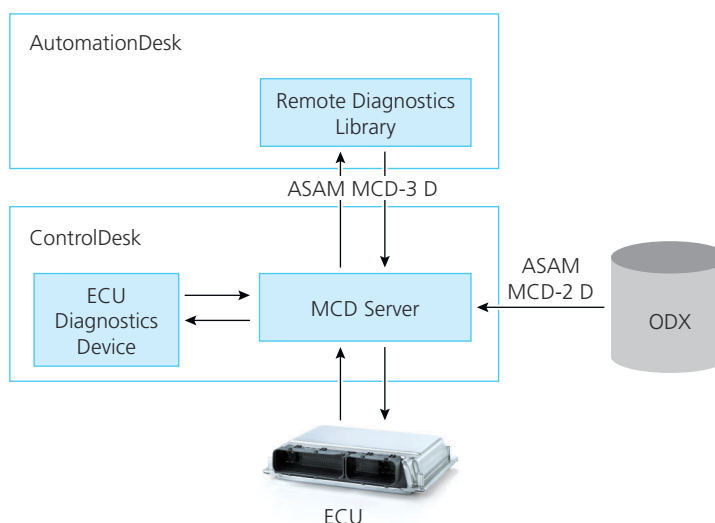 AutomationDesk
Remote Diagnostics
Library
ASAM MCD-3 D
ControlDesk
ECU
Diagnostics
Device
MCD Server
ASAM
MCD-2 D
ODX
ECU